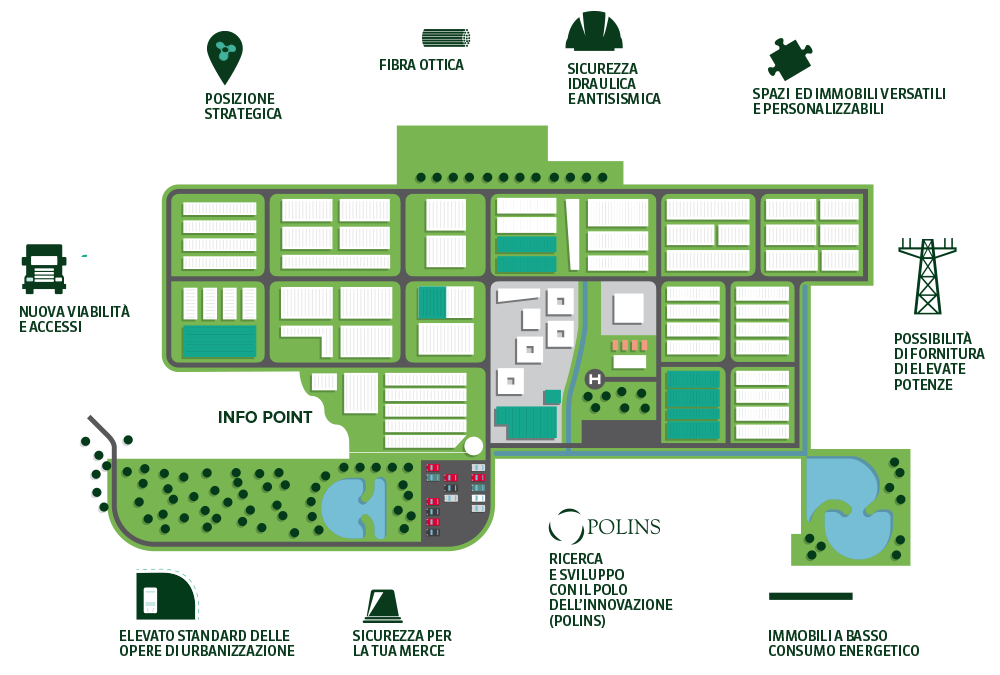 FIBRA OTTICA
SICUREZZA
IDRAULICA
E ANTISISMICA
POSIZIONE
STRATEGICA
SPAZI ED IMMOBILI VERSATILI
E PERSONALIZZABILI
NUOVA VIABILITÀ
E ACCESSI
POSSIBILITÀ
DI FORNITURA
DI ELEVATE
POTENZE
H
INFO POINT
POLINS
RICERCA
E SVILUPPO
CON IL POLO
DELL'INNOVAZIONE
(POLINS)
ELEVATO STANDARD DELLE
OPERE DI URBANIZZAZIONE
SICUREZZA PER
LA TUA MERCE
IMMOBILI A BASSO
CONSUMO ENERGETICO